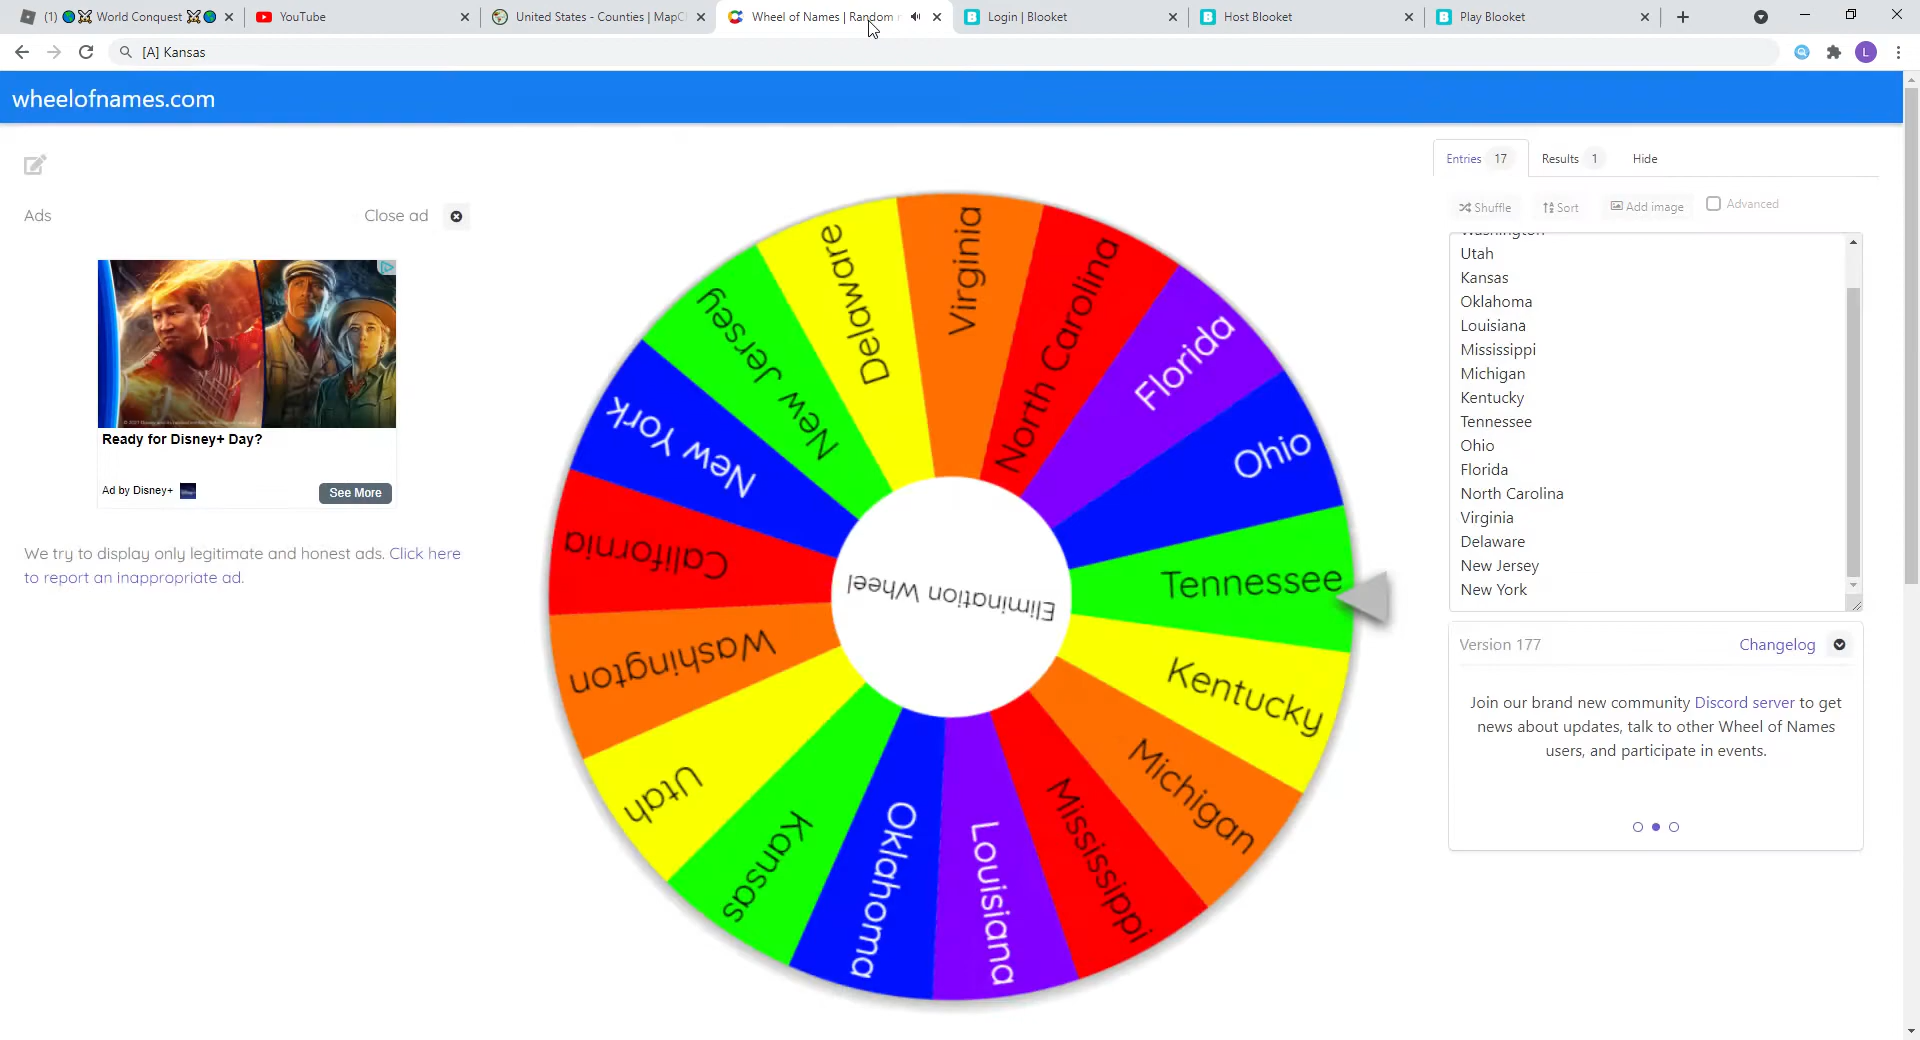 (1) 🌍⚔️ World Conquest ⚔️🌍
YouTube
United States - Counties | MapCh
Wheel of Names | Random
Login | Blooket
Host Blooket
Play Blooket
[A] Kansas
L
wheelofnames.com
Ads
Close ad
Ready for Disney+ Day?
Ad by Disney+
See More
We try to display only legitimate and honest ads. Click here
to report an inappropriate ad.
Virginia
North Carolina
Florida
Ohio
Tennessee
Kentucky
Michigan
Mississippi
Louisiana
Oklahoma
Kansas
Utah
Washington
California
New York
New Jersey
Delaware
Elimination Wheel
Entries 17
Results 1
Hide
Shuffle
Sort
Add image
Advanced
Washington
Utah
Kansas
Oklahoma
Louisiana
Mississippi
Michigan
Kentucky
Tennessee
Ohio
Florida
North Carolina
Virginia
Delaware
New Jersey
New York
Version 177
Changelog
Join our brand new community Discord server to get
news about updates, talk to other Wheel of Names
users, and participate in events.